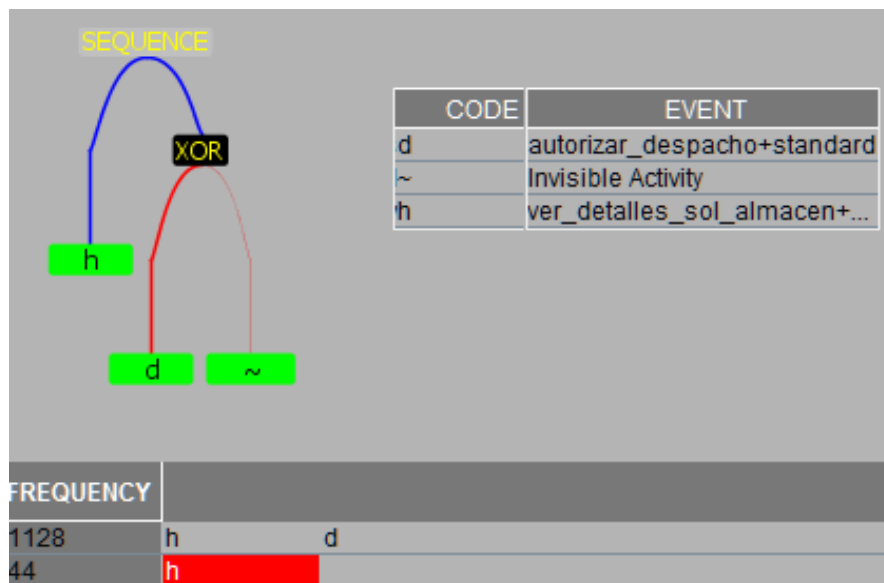 SEQUENCE
XOR
h
d ~
CODE EVENT
d autorizar_despacho+standard
~ Invisible Activity
h ver_detalles_sol_almacen+...
FREQUENCY
1128 h d
44 h